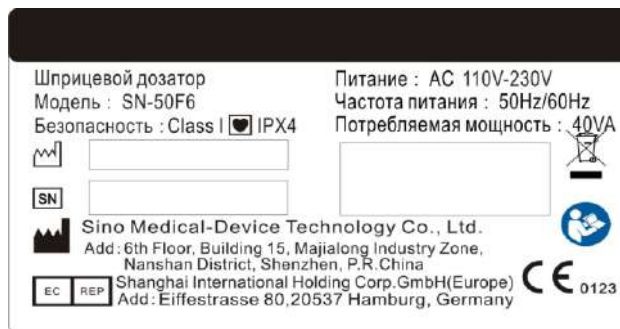 Шприцевой дозатор
Модель : SN-50F6
Безопасность : Class I IPX4
Питание : AC 110V-230V
Частота питания : 50Hz/60Hz
Потребляемая мощность : 40VA
SN
Sino Medical-Device Technology Co., Ltd.
Add: 6th Floor, Building 15, Majialong Industry Zone,
Nanshan District, Shenzhen, P.R.China
EC REP
Shanghai International Holding Corp.GmbH(Europe)
Add: Eiffestrasse 80,20537 Hamburg, Germany
CE 0123